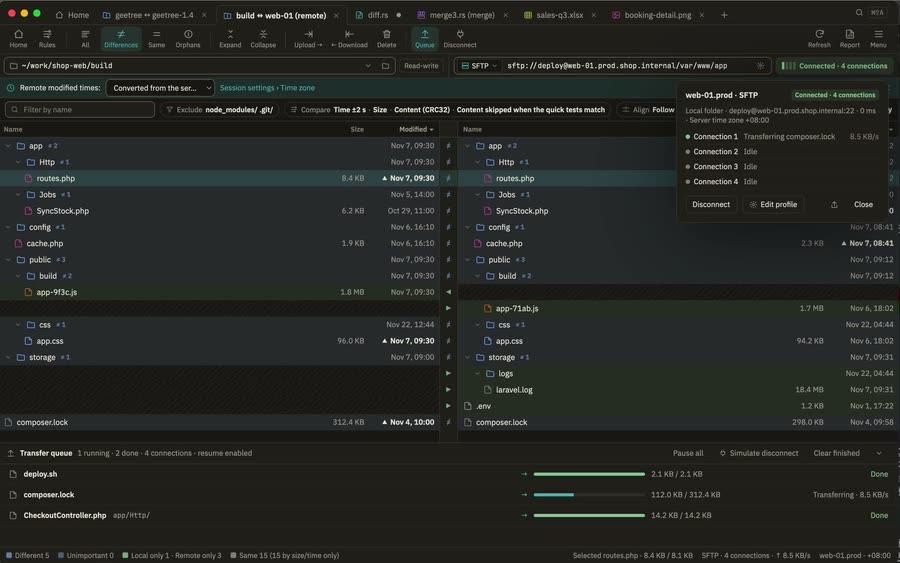 Home geetree ⇔ geetree-1.4 build ⇔ web-01 (remote) diff.rs merge3.rs (merge) sales-q3.xlsx booking-detail.png
Home Rules All Differences Same Orphans Expand Collapse Upload → ← Download Delete Queue Disconnect Refresh Report Menu
~/work/shop-web/build Read-write SFTP sftp://deploy@web-01.prod.shop.internal/var/www/app Connected · 4 connections
Remote modified times: Converted from the ser... Session settings › Time zone
Filter by name Exclude node_modules/ .git/ Compare Time ±2 s · Size · Content (CRC32) · Content skipped when the quick tests match Align Follow
web-01.prod · SFTP Connected · 4 connections
Local folder · deploy@web-01.prod.shop.internal:22 · 0 ms
· Server time zone +08:00
Connection 1 Transferring composer.lock 8.5 KB/s
Connection 2 Idle
Connection 3 Idle
Connection 4 Idle
Disconnect Edit profile Close
Name Size Modified Name
app ≠ 2 Nov 7, 09:30 app ≠ 2
Http ≠ 1 Nov 7, 09:30 Http ≠ 1
routes.php 8.4 KB ▲ Nov 7, 09:30 routes.php
Jobs ≠ 1 Nov 5, 14:00 Jobs ≠ 1
SyncStock.php 6.2 KB Oct 29, 11:00 SyncStock.php
config ≠ 1 Nov 6, 16:10 config ≠ 1 Nov 7, 08:41
cache.php 1.9 KB Nov 6, 16:10 cache.php 2.3 KB ▲ Nov 7, 08:41
public ≠ 3 Nov 7, 09:30 public ≠ 3 Nov 7, 09:12
build ≠ 2 Nov 7, 09:30 build ≠ 2 Nov 7, 09:12
app-9f3c.js 1.8 MB Nov 7, 09:30
app-71ab.js 1.7 MB Nov 6, 18:02
css ≠ 1 Nov 22, 12:44 css ≠ 1 Nov 22, 04:44
app.css 96.0 KB ▲ Nov 7, 09:30 app.css 94.2 KB Nov 6, 18:02
storage ≠ 1 Nov 7, 09:00 storage ≠ 1 Nov 7, 09:31
logs Nov 22, 04:44
laravel.log 18.4 MB Nov 7, 09:31
.env 1.2 KB Nov 1, 17:22
composer.lock 312.4 KB ▲ Nov 4, 10:00 composer.lock 298.0 KB Nov 4, 09:58
Transfer queue 1 running · 2 done · 4 connections · resume enabled Pause all Simulate disconnect Clear finished
deploy.sh → 2.1 KB / 2.1 KB Done
composer.lock → 112.0 KB / 312.4 KB Transferring · 8.5 KB/s
CheckoutController.php app/Http/ → 14.2 KB / 14.2 KB Done
Different 5 Unimportant 0 Local only 1 · Remote only 3 Same 15 (15 by size/time only) Selected routes.php · 8.4 KB / 8.1 KB SFTP · 4 connections · ↑ 8.5 KB/s web-01.prod · +08:00